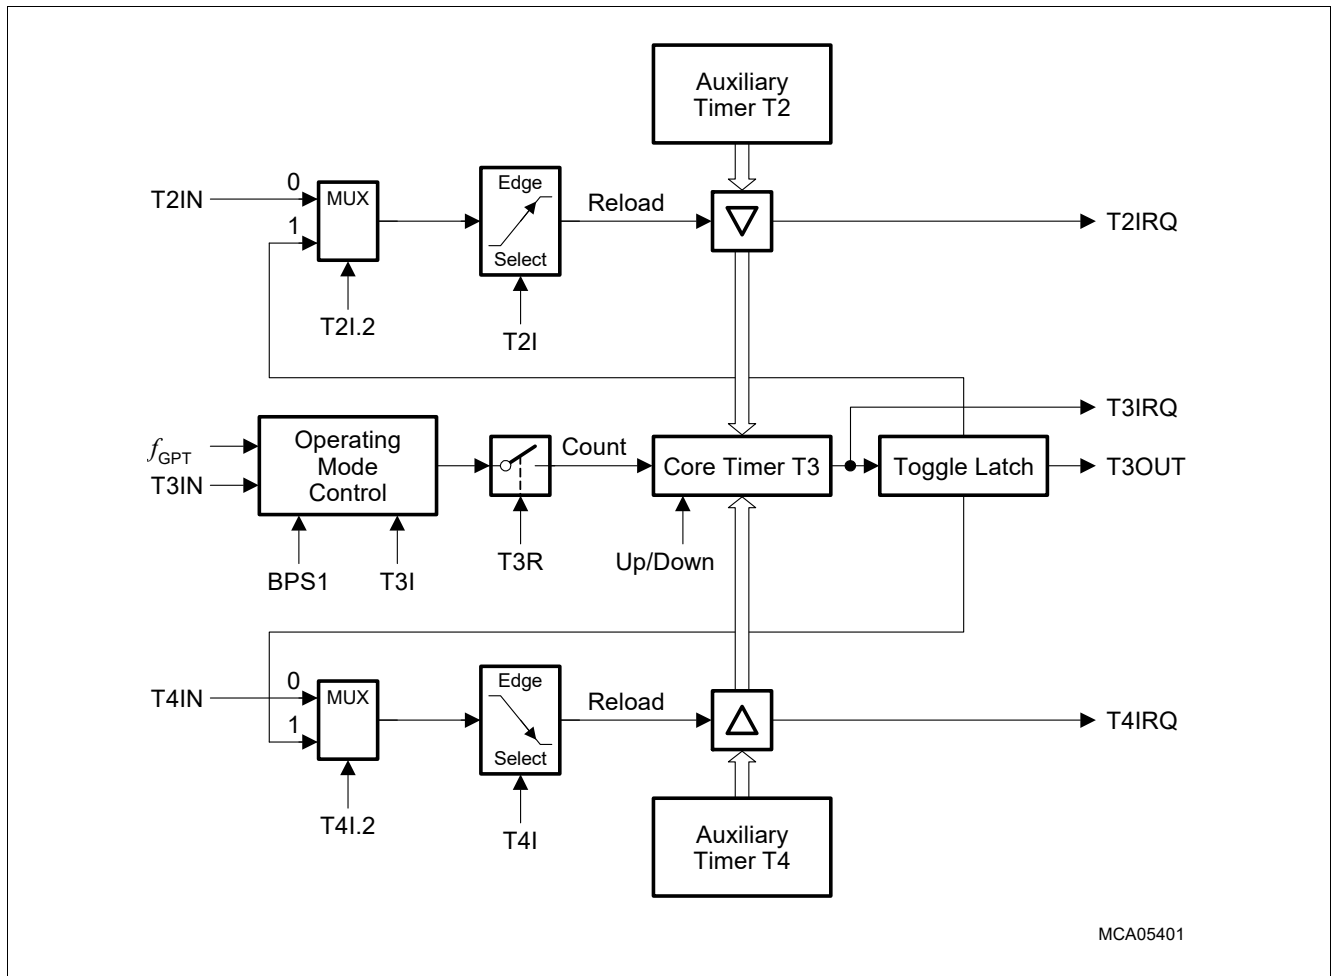 Auxiliary
Timer T2
T2IN
0
1
MUX
T2I.2
Edge
Select
T2I
Reload
T2IRQ
T3IRQ
fGPT
T3IN
Operating
Mode
Control
BPS1
T3I
T3R
Count
Core Timer T3
Up/Down
Toggle Latch
T3OUT
T4IN
0
1
MUX
T4I.2
Edge
Select
T4I
Reload
T4IRQ
Auxiliary
Timer T4
MCA05401